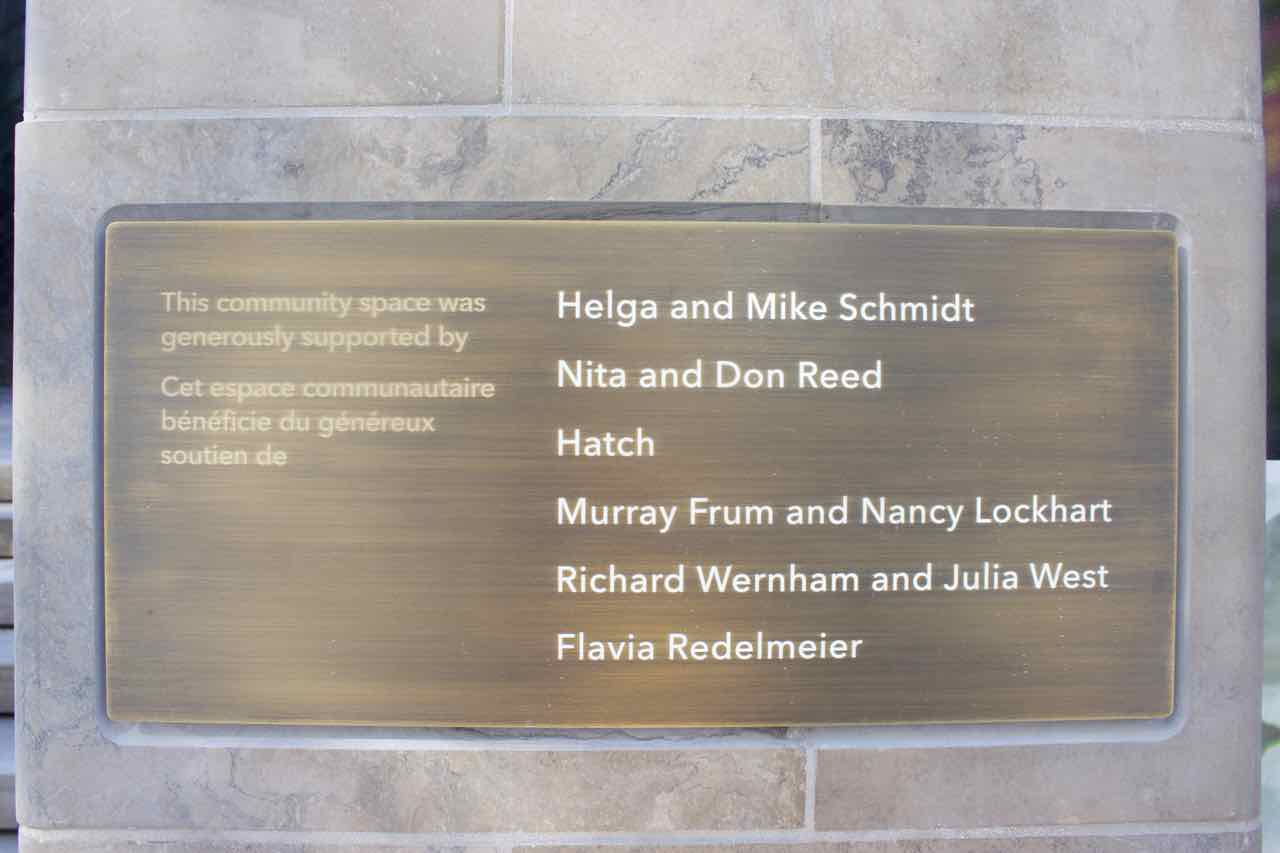 This community space was
generously supported by
Cet espace communautaire
bénéficie du généreux
soutien de
Helga and Mike Schmidt
Nita and Don Reed
Hatch
Murray Frum and Nancy Lockhart
Richard Wernham and Julia West
Flavia Redelmeier